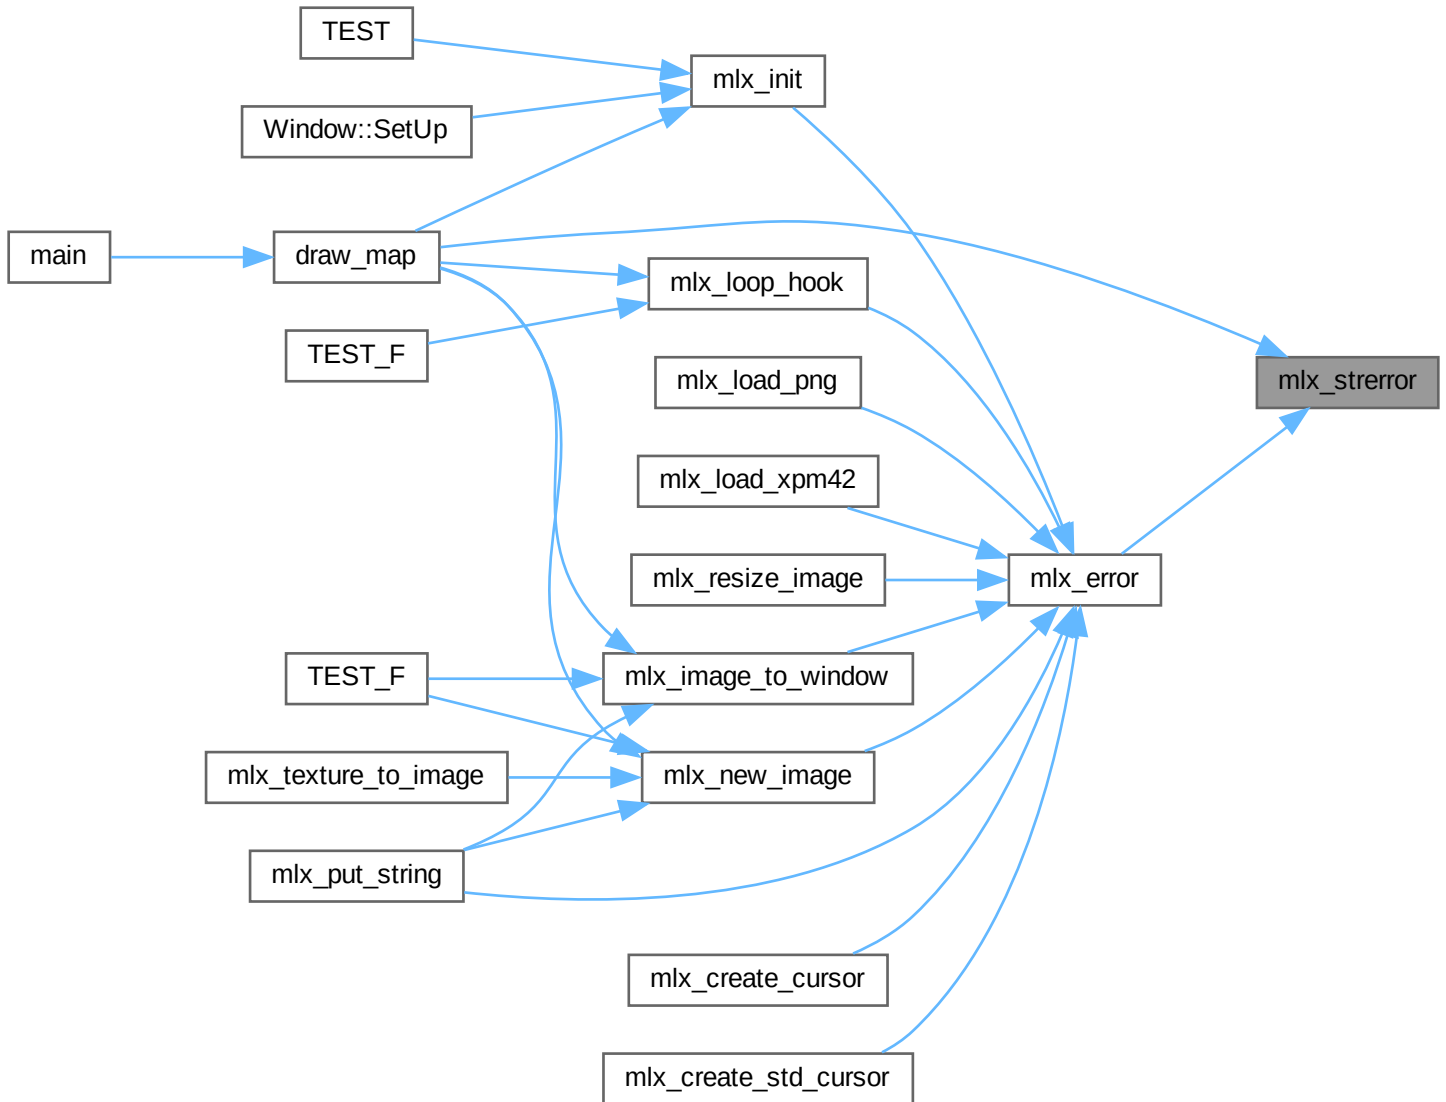 TEST
mlx_init
Window::SetUp
main
draw_map
mlx_loop_hook
TEST_F
mlx_load_png
mlx_strerror
mlx_load_xpm42
mlx_resize_image
mlx_error
TEST_F
mlx_image_to_window
mlx_texture_to_image
mlx_new_image
mlx_put_string
mlx_create_cursor
mlx_create_std_cursor